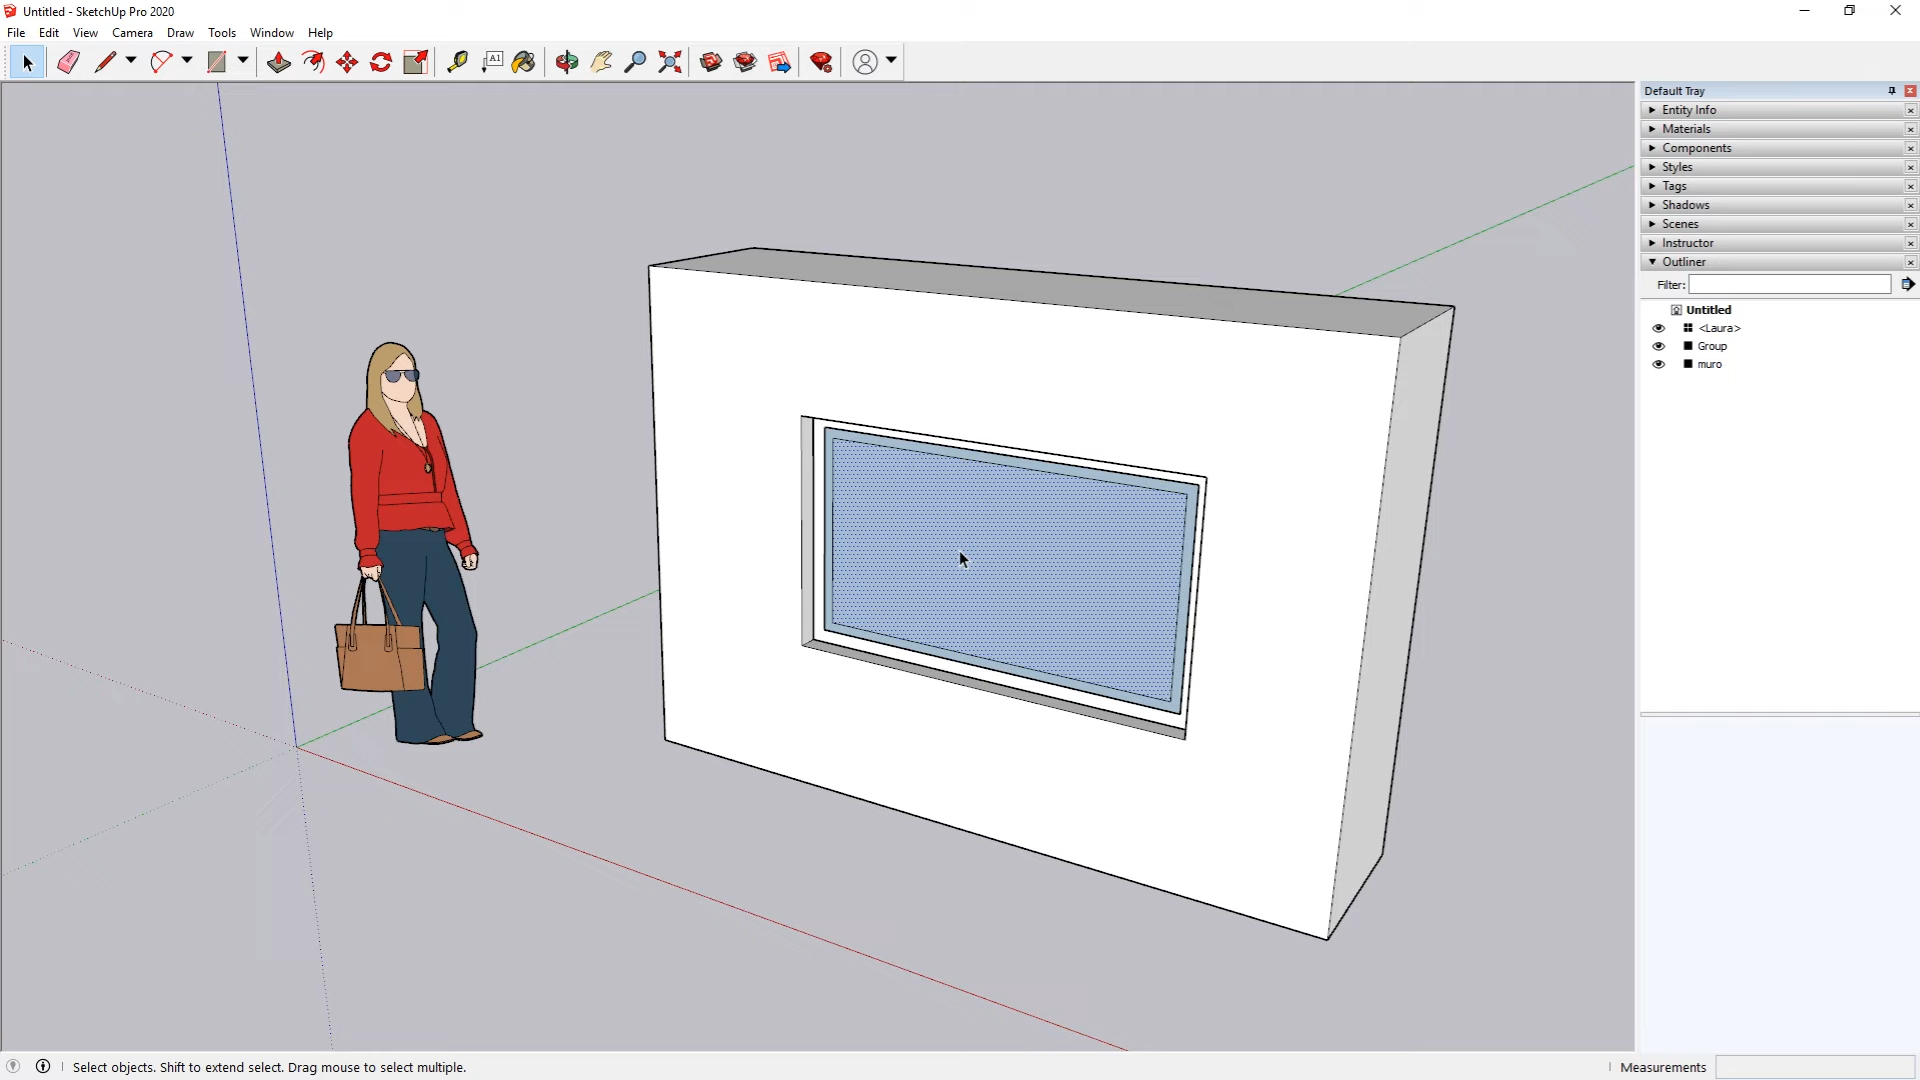 Untitled - SketchUp Pro 2020
File Edit View Camera Draw Tools Window Help
A1
Default Tray
Entity Info
Materials
Components
Styles
Tags
Shadows
Scenes
Instructor
Outliner
Filter:
Untitled
<Laura>
Group
muro
Select objects. Shift to extend select. Drag mouse to select multiple.
Measurements